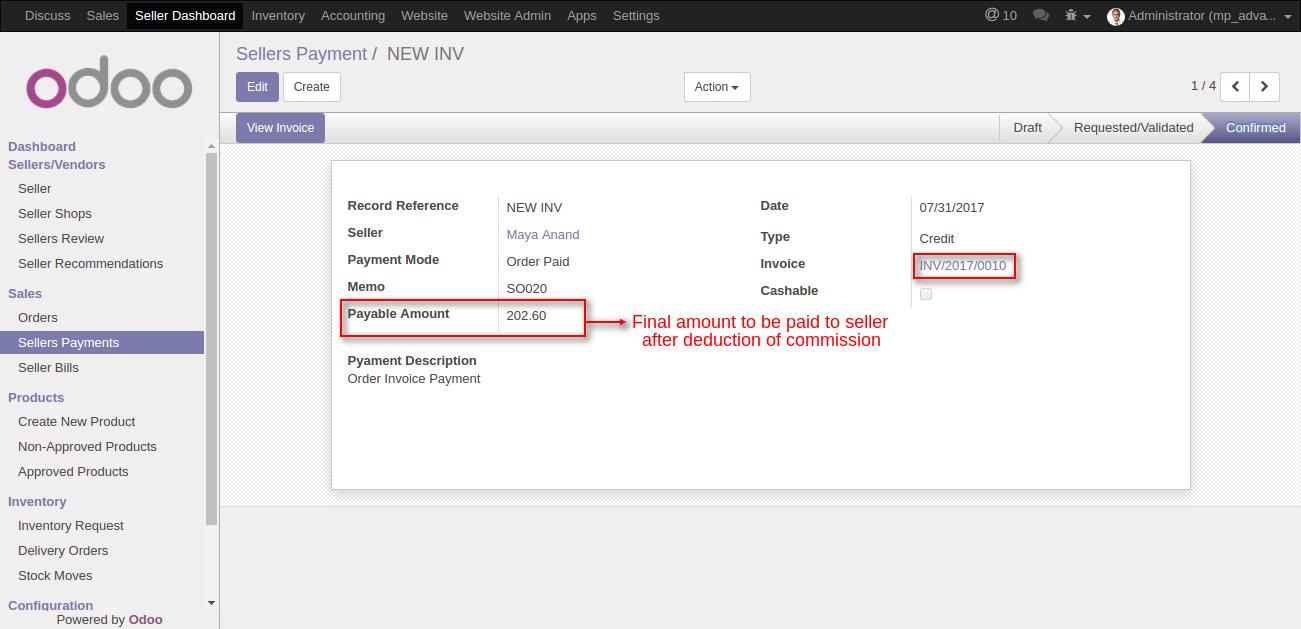 Discuss Sales Seller Dashboard Inventory Accounting Website Website Admin Apps Settings @ 10 Administrator (mp_adva...
odoo
Sellers Payment / NEW INV
Edit Create Action 1 / 4
View Invoice Draft Requested/Validated Confirmed
Dashboard
Sellers/Vendors
Seller
Seller Shops
Sellers Review
Seller Recommendations
Sales
Orders
Sellers Payments
Seller Bills
Products
Create New Product
Non-Approved Products
Approved Products
Inventory
Inventory Request
Delivery Orders
Stock Moves
Configuration
Powered by Odoo
Record Reference NEW INV
Seller Maya Anand
Payment Mode Order Paid
Memo SO020
Payable Amount 202.60
Date 07/31/2017
Type Credit
Invoice INV/2017/0010
Cashable
Final amount to be paid to seller
after deduction of commission
Pyament Description
Order Invoice Payment